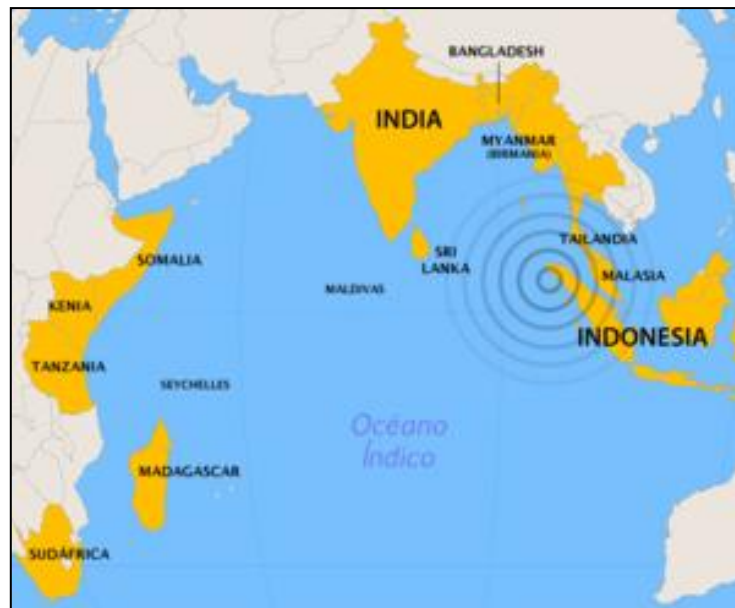 BANGLADESH
INDIA
MYANMAR
(BIRMANIA)
TAILANDIA
SRI
LANKA
SOMALIA
MALASIA
MALDIVAS
KENIA
INDONESIA
TANZANIA
SEYCHELLES
Océano
Índico
MADAGASCAR
SUDÁFRICA